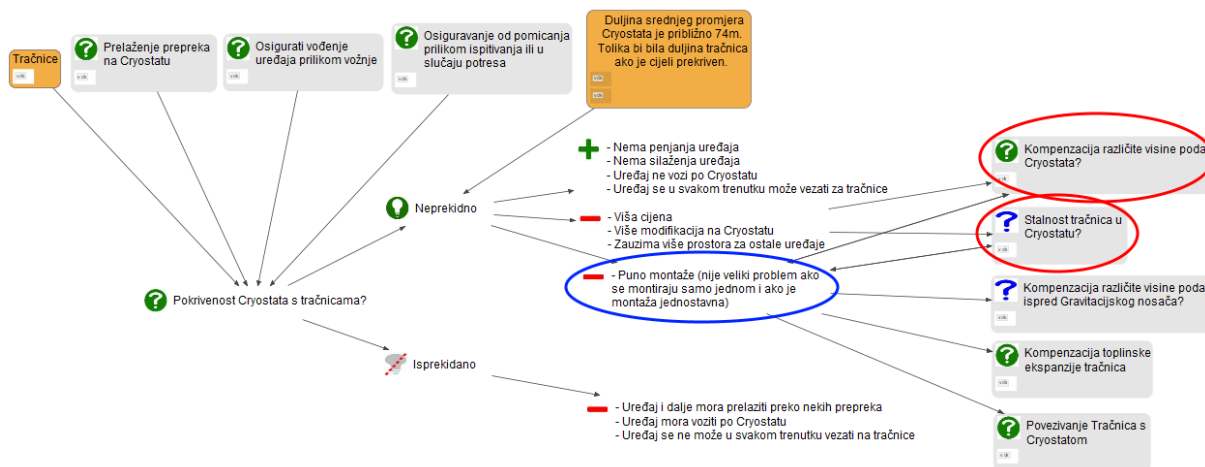 Tračnice
Prelaženje prepreka
na Cryostatu
Osigurati vođenje
uređaja prilikom vožnje
Osiguravanje od pomicanja
prilikom ispitivanja ili u
slučaju potresa
Duljina srednjeg promjera
Cryostata je približno 74m.
Tolika bi bila duljina tračnica
ako je cijeli prekriven.
- Nema penjanja uređaja
- Nema silaženja uređaja
- Uređaj ne vozi po Cryostatu
- Uređaj se u svakom trenutku može vezati za tračnice
Kompenzacija različite visine poda
Cryostata?
Neprekidno
- Viša cijena
- Više modifikacija na Cryostatu
- Zauzima više prostora za ostale uređaje
Stalnost tračnica u
Cryostatu?
- Puno montaže (nije veliki problem ako
se montiraju samo jednom i ako je
montaža jednostavna)
Kompenzacija različite visine poda
ispred Gravitacijskog nosača?
Pokrivenost Cryostata s tračnicama?
Isprekidano
Kompenzacija toplinske
ekspanzije tračnica
- Uređaj i dalje mora prelaziti preko nekih prepreka
- Uređaj mora voziti po Cryostatu
- Uređaj se ne može u svakom trenutku vezati na tračnice
Povezivanje Tračnica s
Cryostatom